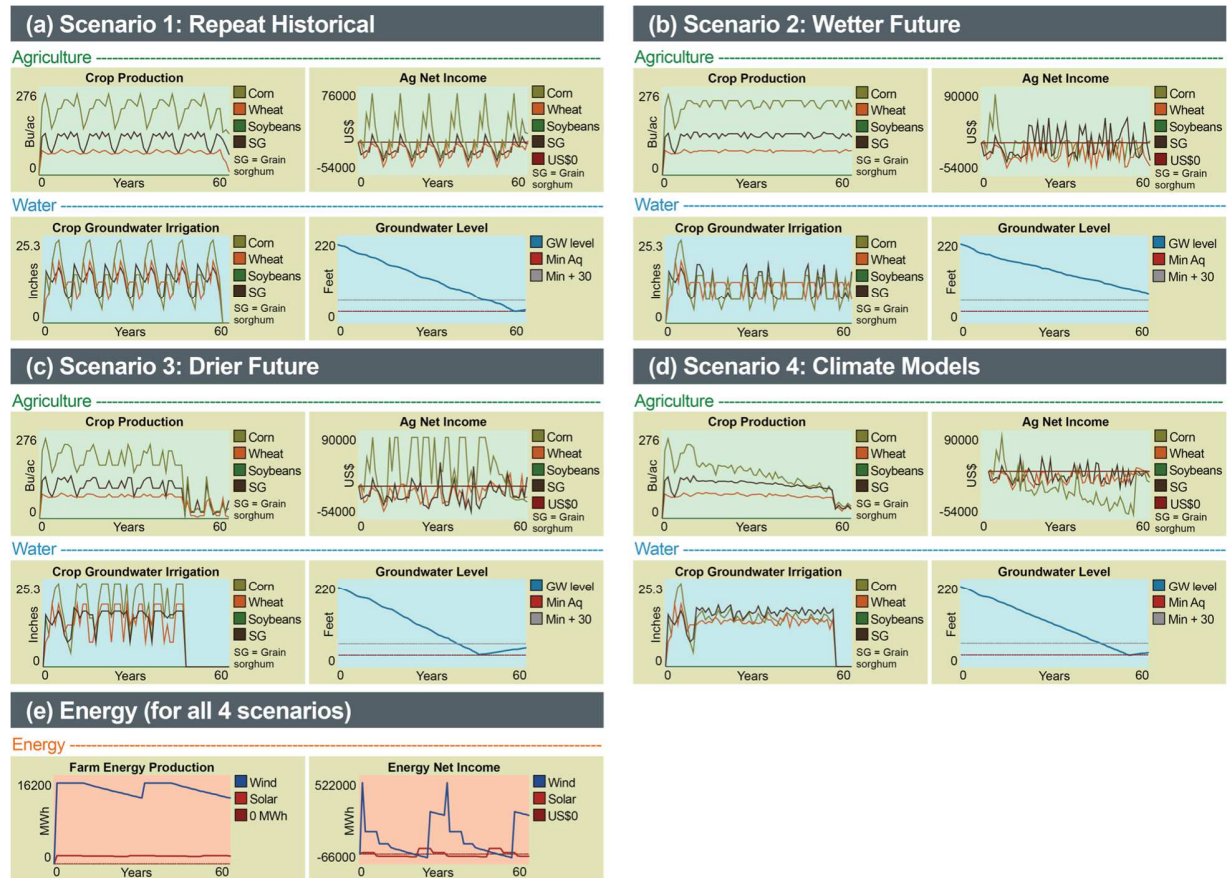 (a) Scenario 1: Repeat Historical
Agriculture
Crop Production
276
Bu/ac
0
0 Years 60
Corn
Wheat
Soybeans
SG
SG = Grain
sorghum
Ag Net Income
76000
US$
-54000
0 Years 60
Corn
Wheat
Soybeans
SG
US$0
SG = Grain
sorghum
Water
Crop Groundwater Irrigation
25.3
Inches
0
0 Years 60
Corn
Wheat
Soybeans
SG
SG = Grain
sorghum
Groundwater Level
220
Feet
0
0 Years 60
GW level
Min Aq
Min + 30
(b) Scenario 2: Wetter Future
Agriculture
Crop Production
276
Bu/ac
0
0 Years 60
Corn
Wheat
Soybeans
SG
SG = Grain
sorghum
Ag Net Income
90000
US$
-54000
0 Years 60
Corn
Wheat
Soybeans
SG
US$0
SG = Grain
sorghum
Water
Crop Groundwater Irrigation
25.3
Inches
0
0 Years 60
Corn
Wheat
Soybeans
SG
SG = Grain
sorghum
Groundwater Level
220
Feet
0
0 Years 60
GW level
Min Aq
Min + 30
(c) Scenario 3: Drier Future
Agriculture
Crop Production
276
Bu/ac
0
0 Years 60
Corn
Wheat
Soybeans
SG
SG = Grain
sorghum
Ag Net Income
90000
US$
-54000
0 Years 60
Corn
Wheat
Soybeans
SG
US$0
SG = Grain
sorghum
Water
Crop Groundwater Irrigation
25.3
Inches
0
0 Years 60
Corn
Wheat
Soybeans
SG
SG = Grain
sorghum
Groundwater Level
220
Feet
0
0 Years 60
GW level
Min Aq
Min + 30
(d) Scenario 4: Climate Models
Agriculture
Crop Production
276
Bu/ac
0
0 Years 60
Corn
Wheat
Soybeans
SG
SG = Grain
sorghum
Ag Net Income
90000
US$
-54000
0 Years 60
Corn
Wheat
Soybeans
SG
US$0
SG = Grain
sorghum
Water
Crop Groundwater Irrigation
25.3
Inches
0
0 Years 60
Corn
Wheat
Soybeans
SG
SG = Grain
sorghum
Groundwater Level
220
Feet
0
0 Years 60
GW level
Min Aq
Min + 30
(e) Energy (for all 4 scenarios)
Energy
Farm Energy Production
16200
MWh
0
0 Years 60
Wind
Solar
0 MWh
Energy Net Income
522000
MWh
-66000
0 Years 60
Wind
Solar
US$0